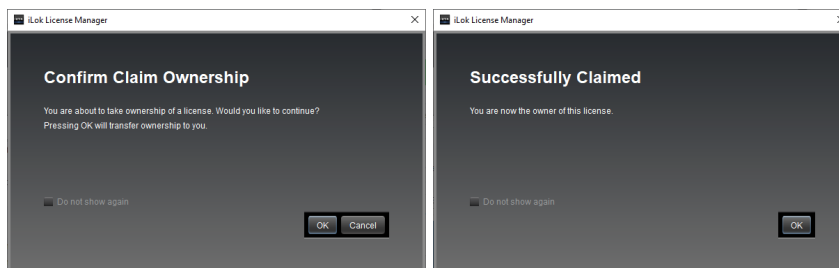 iLok License Manager
Confirm Claim Ownership
You are about to take ownership of a license. Would you like to continue?
Pressing OK will transfer ownership to you.
Do not show again
OK
Cancel
iLok License Manager
Successfully Claimed
You are now the owner of this license.
Do not show again
OK